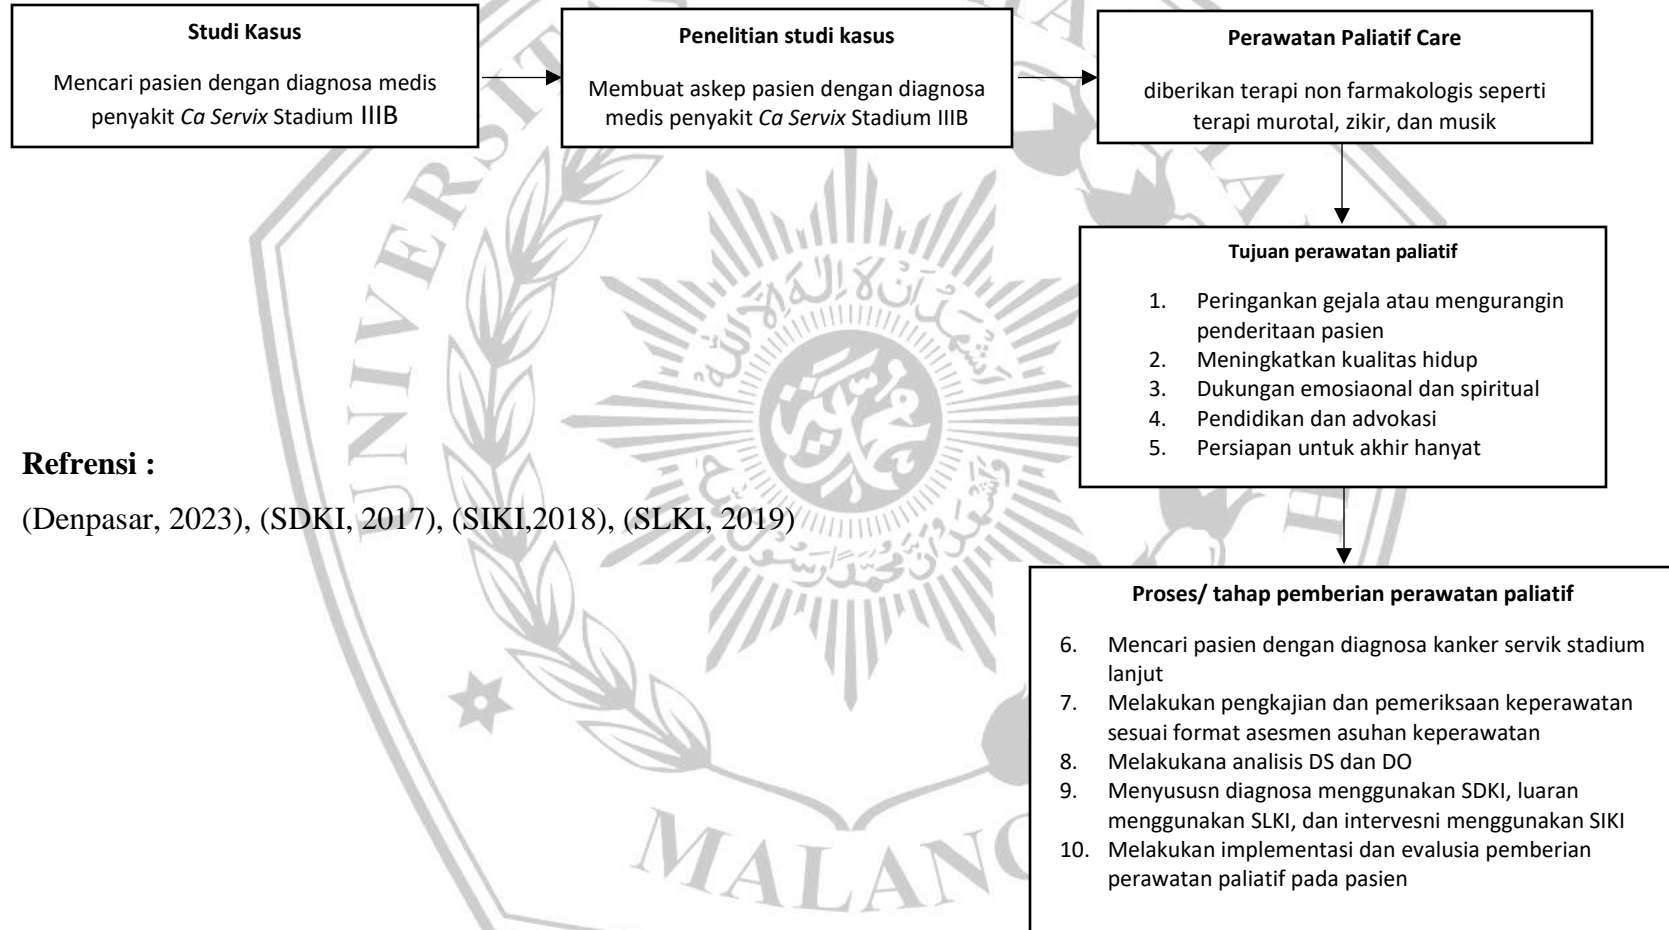 Studi Kasus
Mencari pasien dengan diagnosa medis
penyakit Ca Servix Stadium IIIB
Penelitian studi kasus
Membuat askep pasien dengan diagnosa
medis penyakit Ca Servix Stadium IIIB
Perawatan Paliatif Care
diberikan terapi non farmakologis seperti
terapi murotal, zikir, dan musik
Tujuan perawatan paliatif
1. Peringankan gejala atau mengurangin
penderitaan pasien
2. Meningkatkan kualitas hidup
3. Dukungan emosiaonal dan spiritual
4. Pendidikan dan advokasi
5. Persiapan untuk akhir hanyat
Refrensi :
(Denpasar, 2023), (SDKI, 2017), (SIKI,2018), (SLKI, 2019)
Proses/ tahap pemberian perawatan paliatif
6. Mencari pasien dengan diagnosa kanker servik stadium
lanjut
7. Melakukan pengkajian dan pemeriksaan keperawatan
sesuai format asesmen asuhan keperawatan
8. Melakukana analisis DS dan DO
9. Menyususn diagnosa menggunakan SDKI, luaran
menggunakan SLKI, dan intervesni menggunakan SIKI
10. Melakukan implementasi dan evalusia pemberian
perawatan paliatif pada pasien